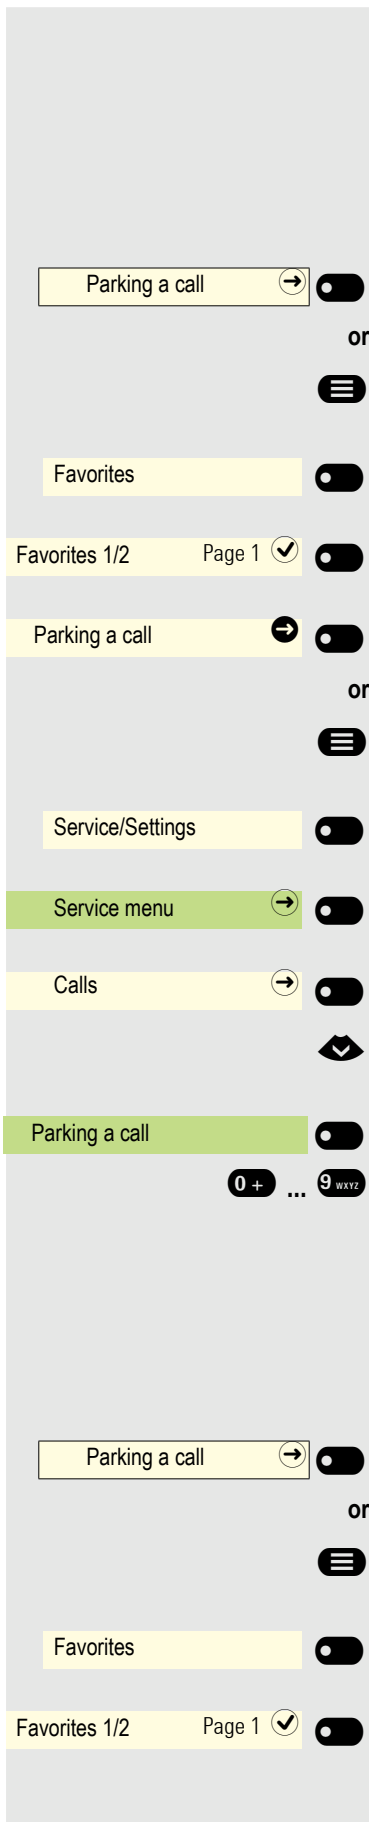 Parking a call
or
Favorites
Favorites 1/2 Page 1
Parking a call
or
Service/Settings
Service menu
Calls
Parking a call
0 + ... 9 WXYZ
Parking a call
or
Favorites
Favorites 1/2 Page 1